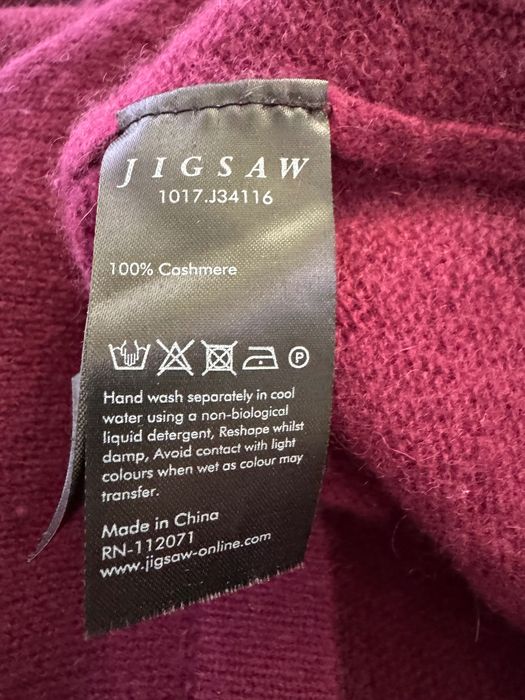 JIGSAW
1017.J34116
100% Cashmere
P
Hand wash separately in cool
water using a non-biological
liquid detergent, Reshape whilst
damp, Avoid contact with light
colours when wet as colour may
transfer.
Made in China
RN-112071
www.jigsaw-online.com